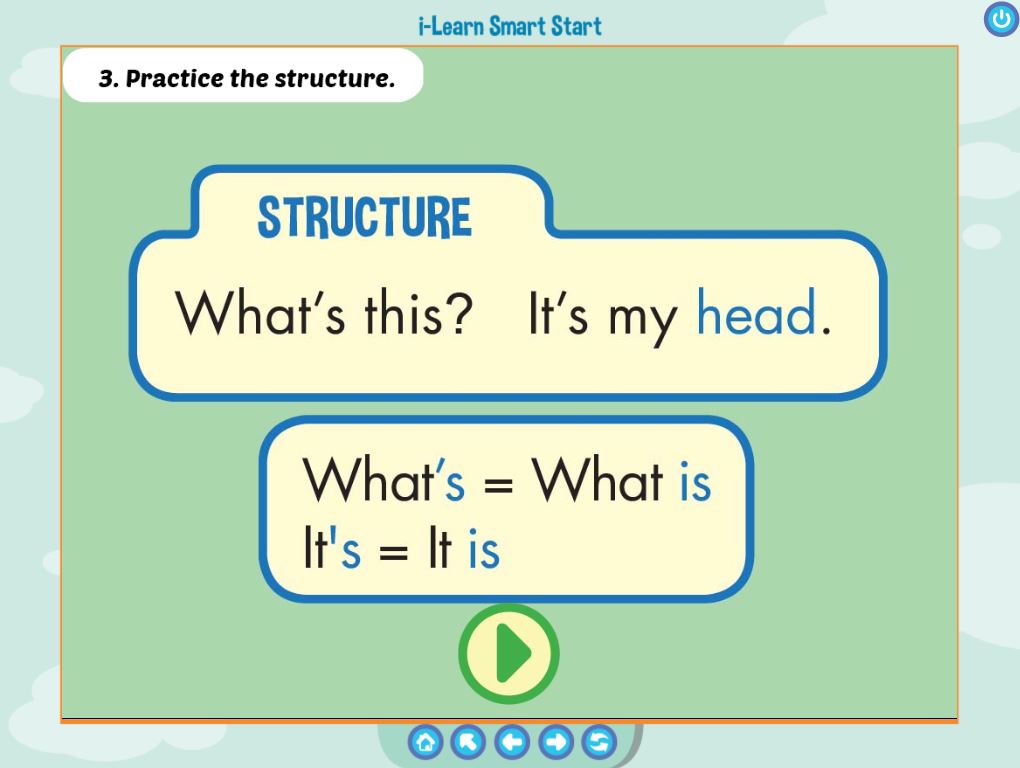 i-Learn Smart Start
3. Practice the structure.
STRUCTURE
What’s this? It’s my head.
What’s = What is
It's = It is